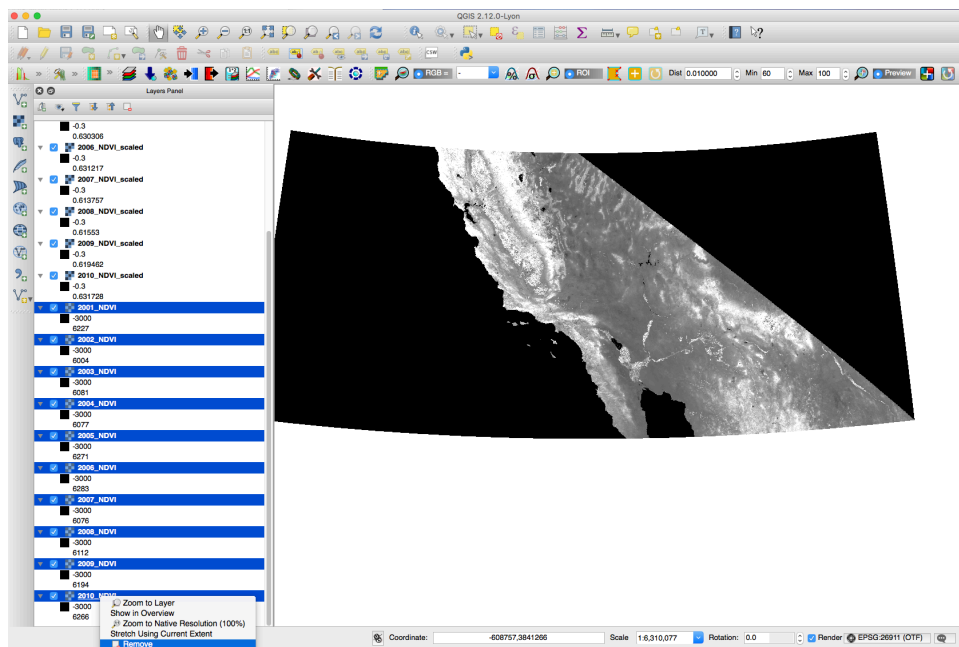 QGIS 2.12.0-Lyon
CSW
» » » RGB = - ROI Dist 0.010000 Min 60 Max 100 Preview
Layers Panel
-0.3
0.630306
2006_NDVI_scaled
-0.3
0.631217
2007_NDVI_scaled
-0.3
0.613757
2008_NDVI_scaled
-0.3
0.61553
2009_NDVI_scaled
-0.3
0.619462
2010_NDVI_scaled
-0.3
0.631728
2001_NDVI
-3000
6227
2002_NDVI
-3000
6004
2003_NDVI
-3000
6081
2004_NDVI
-3000
6077
2005_NDVI
-3000
6271
2006_NDVI
-3000
6283
2007_NDVI
-3000
6076
2008_NDVI
-3000
6112
2009_NDVI
-3000
6194
2010_NDVI
-3000
6266
Zoom to Layer
Show in Overview
Zoom to Native Resolution (100%)
Stretch Using Current Extent
Remove
Coordinate: -608757,3841266 Scale 1:6,310,077 Rotation: 0.0 Render EPSG:26911 (OTF)